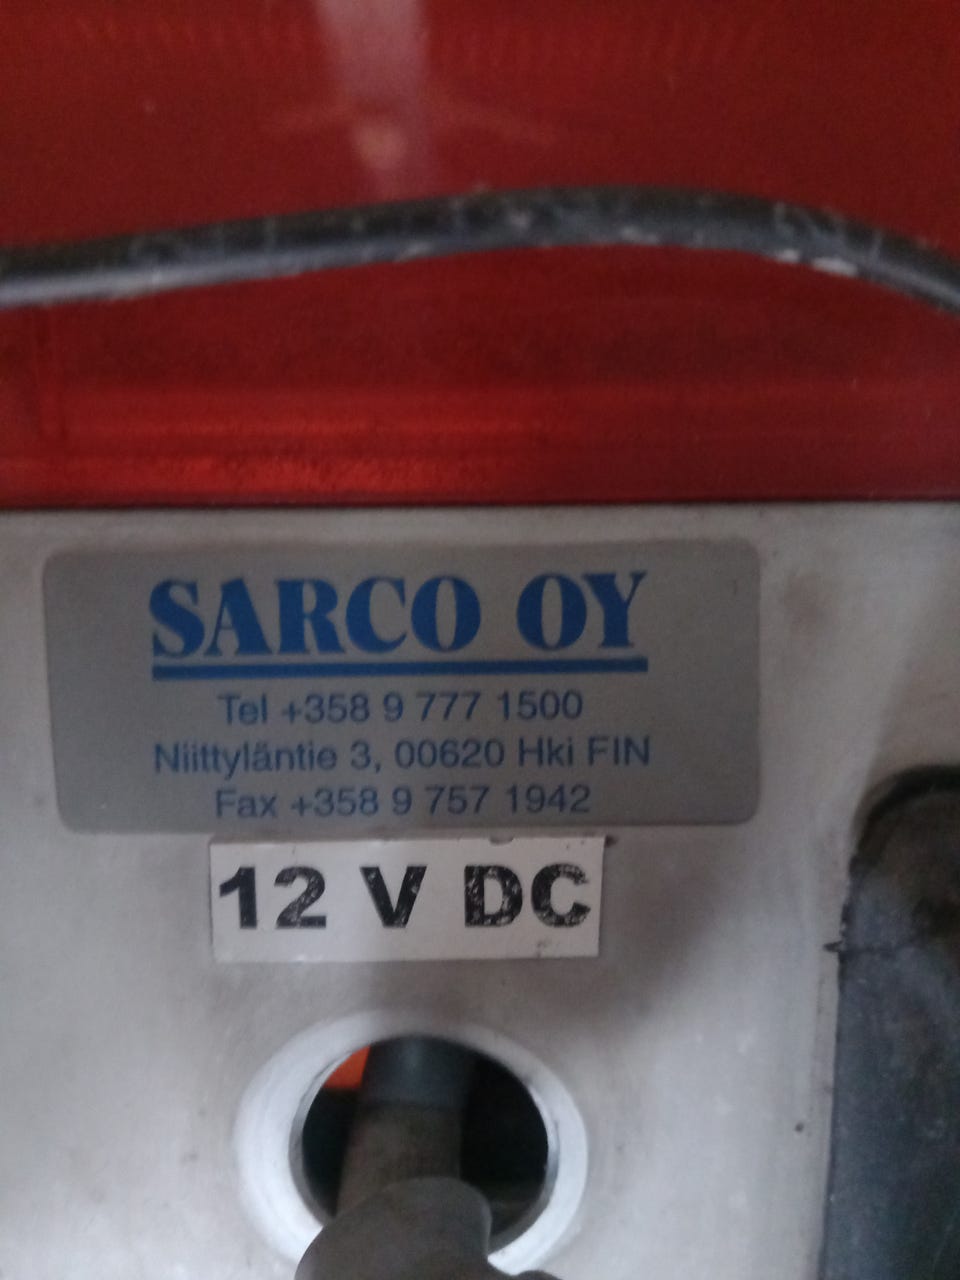 SARCO OY
Tel +358 9 777 1500
Niittyläntie 3, 00620 Hki FIN
Fax +358 9 757 1942
12 V DC